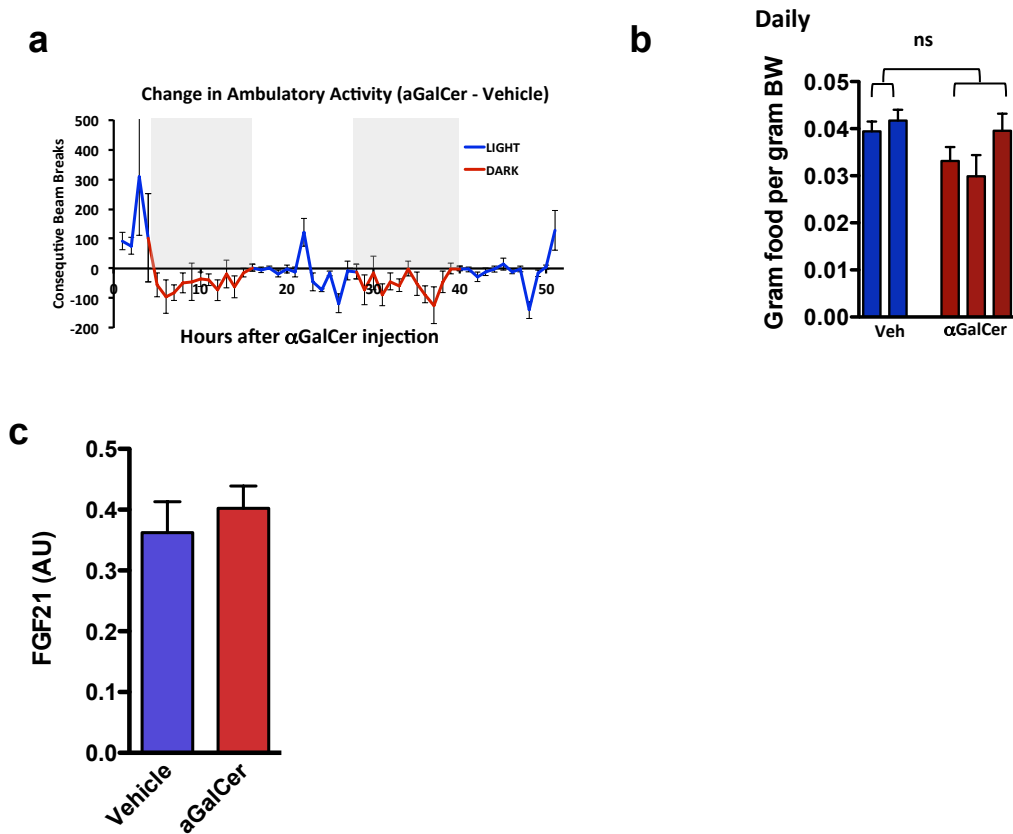 a
Change in Ambulatory Activity (aGalCer - Vehicle)
Consequtive Beam Breaks
500
400
300
200
100
0
-100
-200
LIGHT
DARK
0
10
20
30
40
50
Hours after αGalCer injection
b
Daily
ns
Gram food per gram BW
0.05
0.04
0.03
0.02
0.01
0.00
Veh
αGalCer
c
FGF21 (AU)
0.5
0.4
0.3
0.2
0.1
0.0
Vehicle
aGalCer